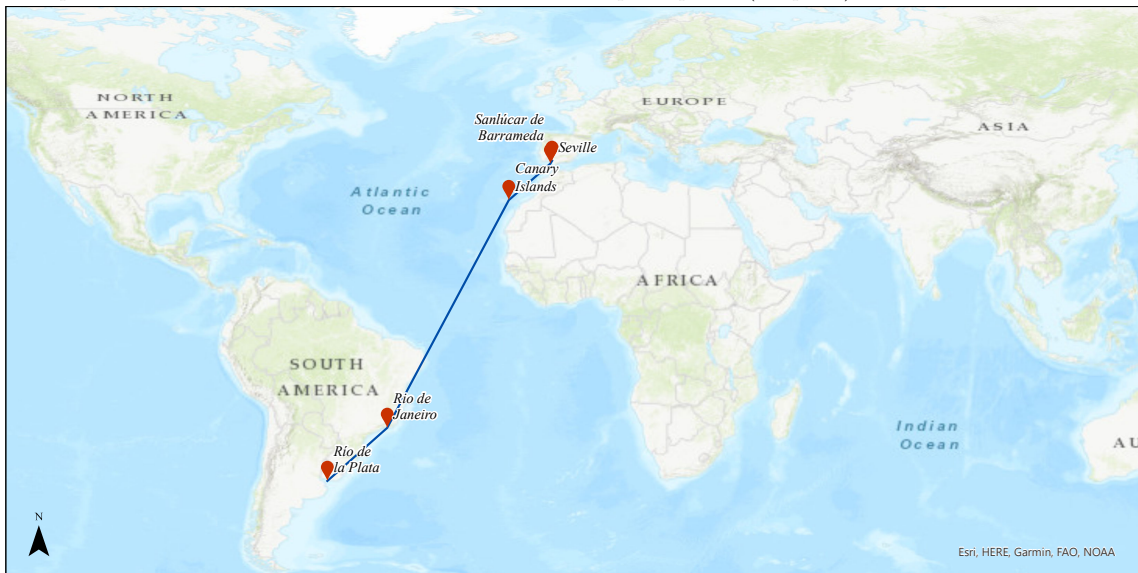 NORTH
AMERICA
EUROPE
ASIA
Sanlúcar de
Barrameda
Seville
Canary
Islands
Atlantic
Ocean
AFRICA
SOUTH
AMERICA
Rio de
Janeiro
Indian
Ocean
AU
Río de
la Plata
N
Esri, HERE, Garmin, FAO, NOAA